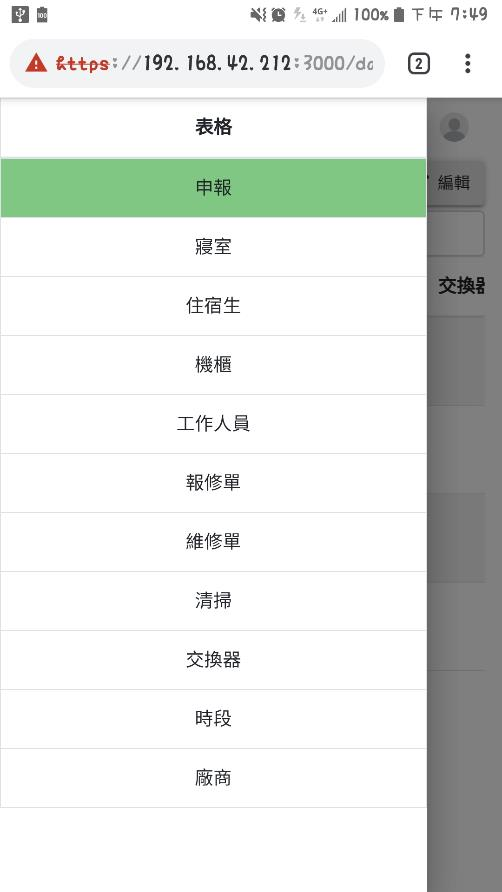 100% 下午 7:49
https://192.168.42.212:3000/da
2
表格
申報
編輯
寢室
住宿生
交換器
機櫃
工作人員
報修單
維修單
清掃
交換器
時段
廠商